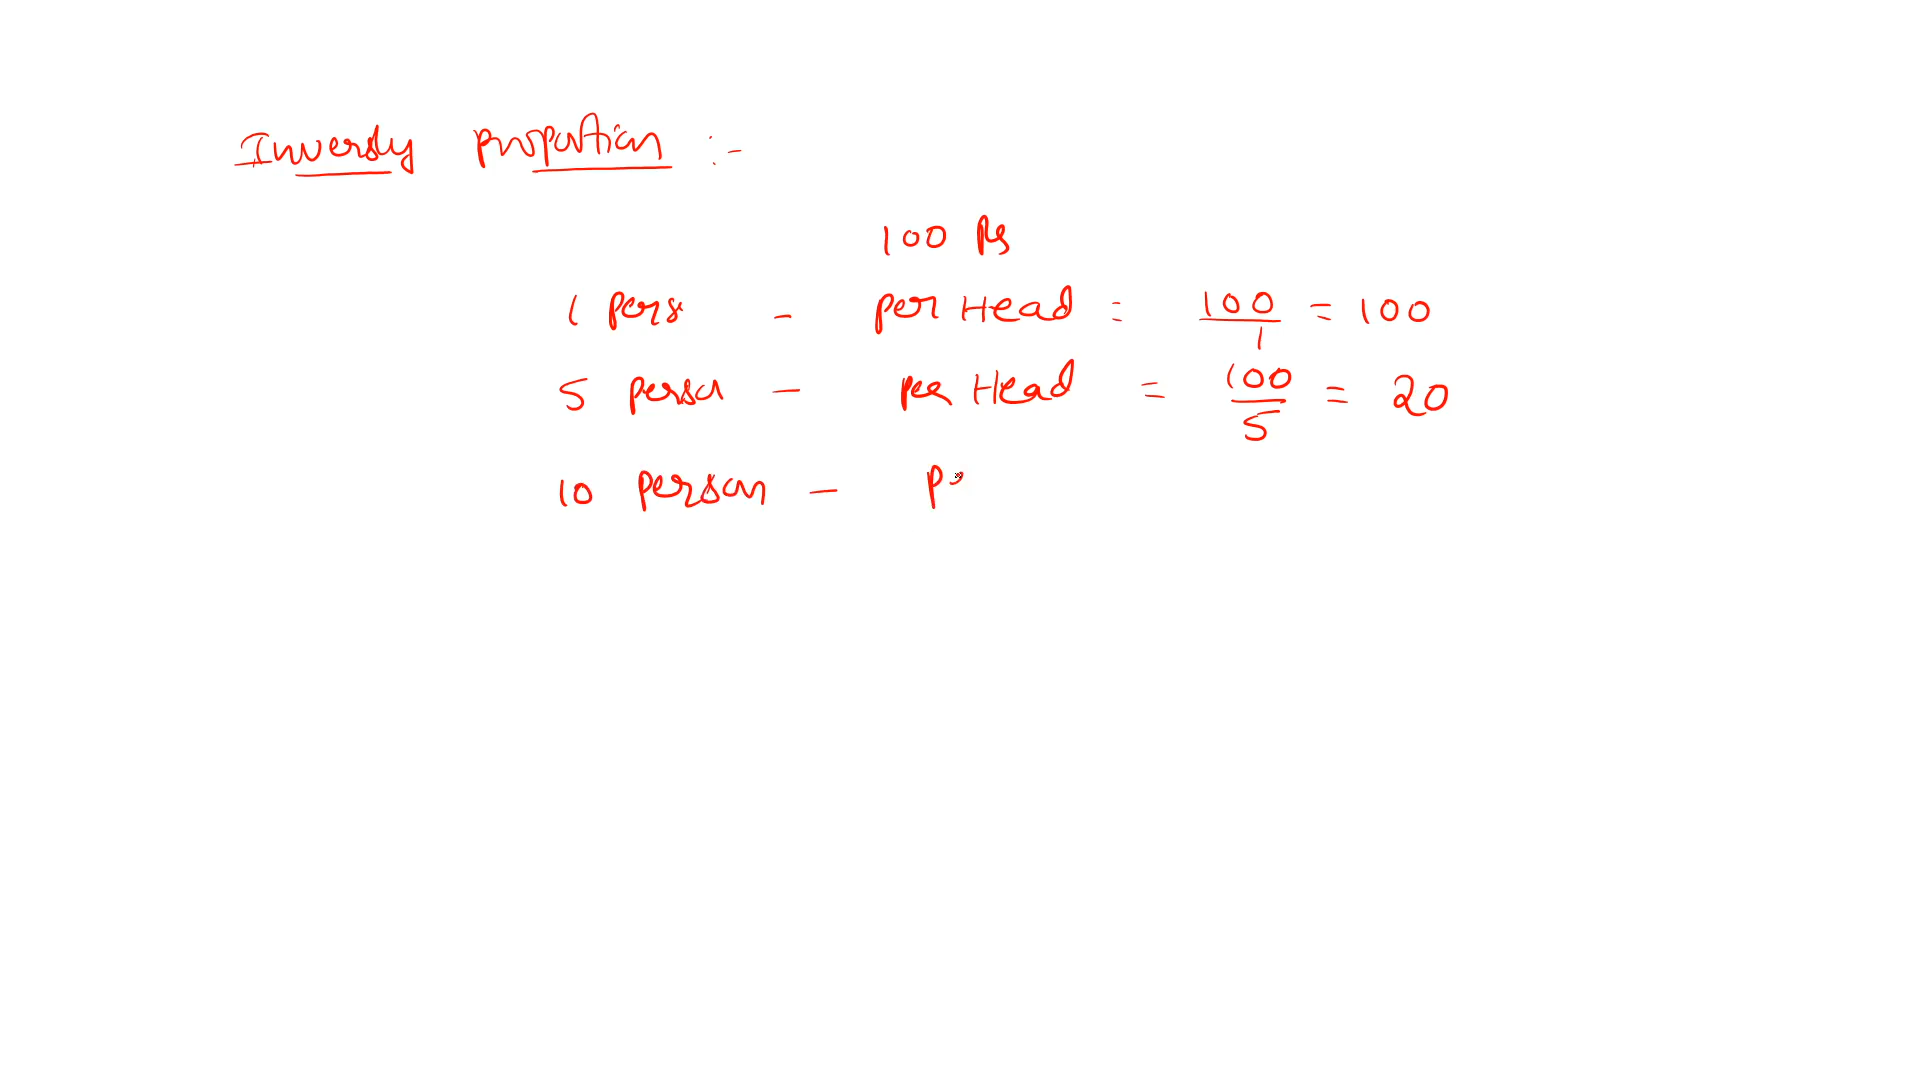 Inversly proportion :-
100 Rs
1 pers - per Head = 100/1 = 100
5 person - per Head = 100/5 = 20
10 person - p